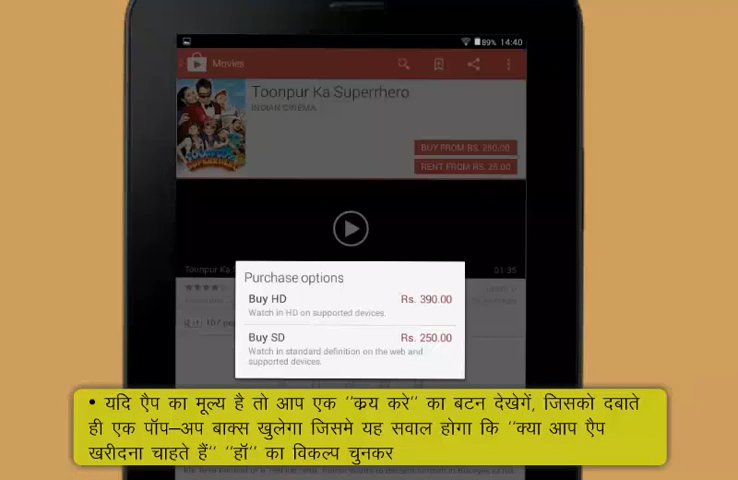 89% 14:40
Movies
Toonpur Ka Superrhero
INDIAN CINEMA
BUY FROM RS. 250.00
RENT FROM RS. 25.00
Toonpur Ka
01:35
Purchase options
Buy HD Rs. 390.00
Watch in HD on supported devices.
Buy SD Rs. 250.00
Watch in standard definition on the web and
supported devices.
• यदि ऐप का मूल्य है तो आप एक ''क्रय करे'' का बटन देखेगें, जिसको दबाते
ही एक पॉप–अप बाक्स खुलेगा जिसमे यह सवाल होगा कि ''क्या आप ऐप
खरीदना चाहते हैं'' ''हॉ'' का विकल्प चुनकर